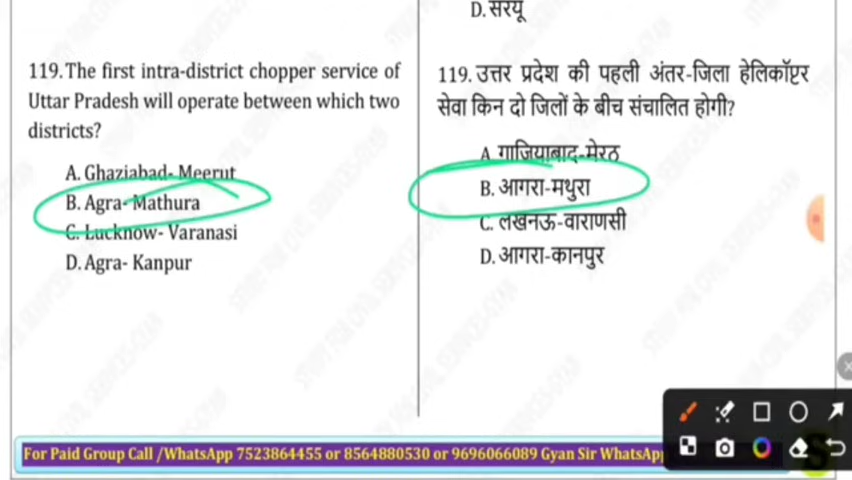 D. सरयू
119. The first intra-district chopper service of
Uttar Pradesh will operate between which two
districts?
A. Ghaziabad- Meerut
B. Agra- Mathura
C. Lucknow- Varanasi
D. Agra- Kanpur
119. उत्तर प्रदेश की पहली अंतर-जिला हेलिकॉप्टर
सेवा किन दो जिलों के बीच संचालित होगी?
A गाजियाबाद-मेरठ
B. आगरा-मथुरा
C. लखनऊ-वाराणसी
D. आगरा-कानपुर
For Paid Group Call /WhatsApp 7523864455 or 8564880530 or 9696066089 Gyan Sir WhatsApp